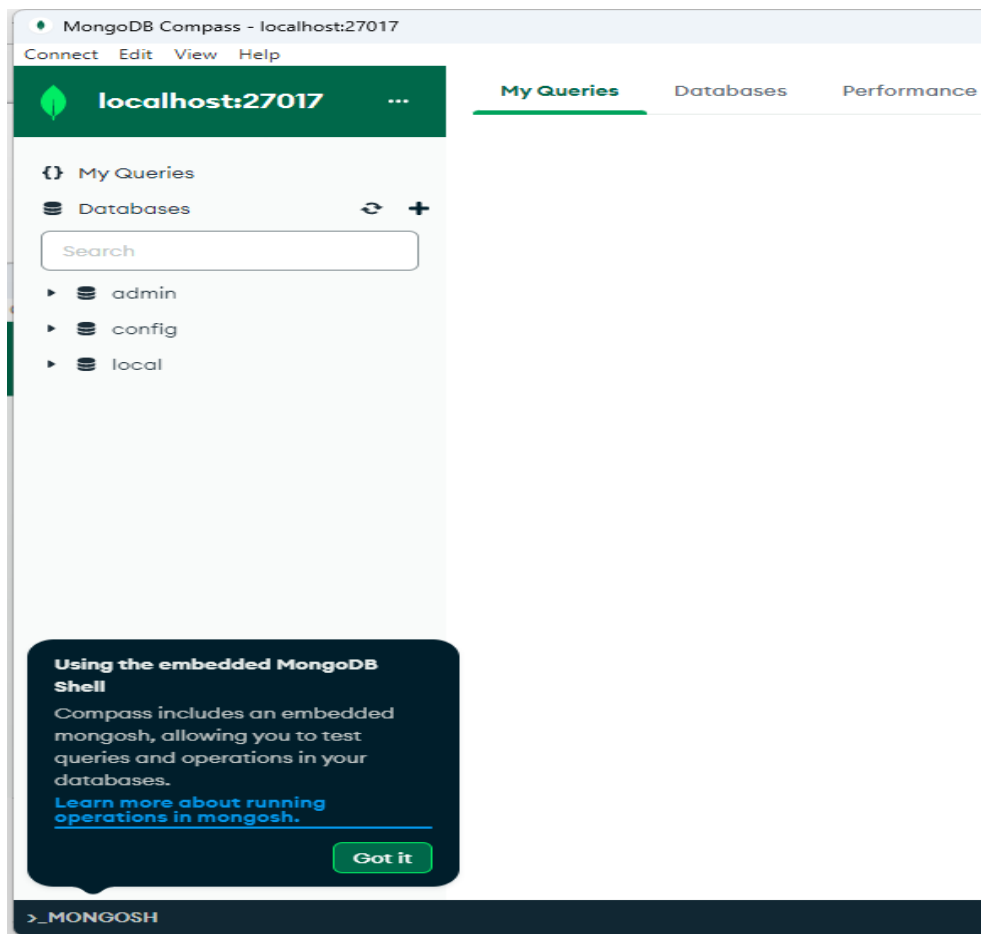 MongoDB Compass - localhost:27017
Connect Edit View Help
localhost:27017 ...
My Queries Databases Performance
{} My Queries
Databases
Search
admin
config
local
Using the embedded MongoDB
Shell
Compass includes an embedded
mongosh, allowing you to test
queries and operations in your
databases.
Learn more about running
operations in mongosh.
Got it
>_MONGOSH